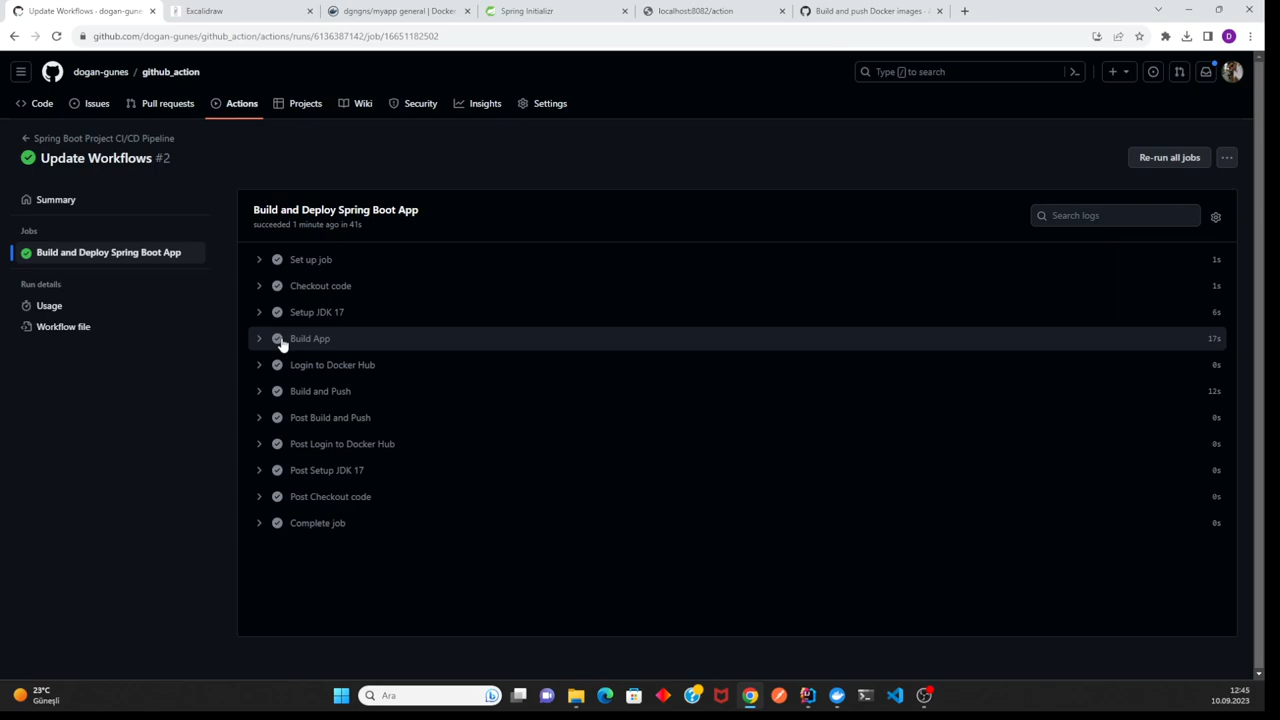 Update Workflows · dogan-gune
Excalidraw
dgngns/myapp general | Docker
Spring Initializr
localhost:8082/action
Build and push Docker images · A
github.com/dogan-gunes/github_action/actions/runs/6136387142/job/16651182502
D
dogan-gunes / github_action
Type / to search
Code
Issues
Pull requests
Actions
Projects
Wiki
Security
Insights
Settings
Spring Boot Project CI/CD Pipeline
Update Workflows #2
Re-run all jobs
Summary
Jobs
Build and Deploy Spring Boot App
Run details
Usage
Workflow file
Build and Deploy Spring Boot App
succeeded 1 minute ago in 41s
Search logs
Set up job 1s
Checkout code 1s
Setup JDK 17 6s
Build App 17s
Login to Docker Hub 0s
Build and Push 12s
Post Build and Push 0s
Post Login to Docker Hub 0s
Post Setup JDK 17 0s
Post Checkout code 0s
Complete job 0s
23°C
Güneşli
Ara
12:45
10.09.2023